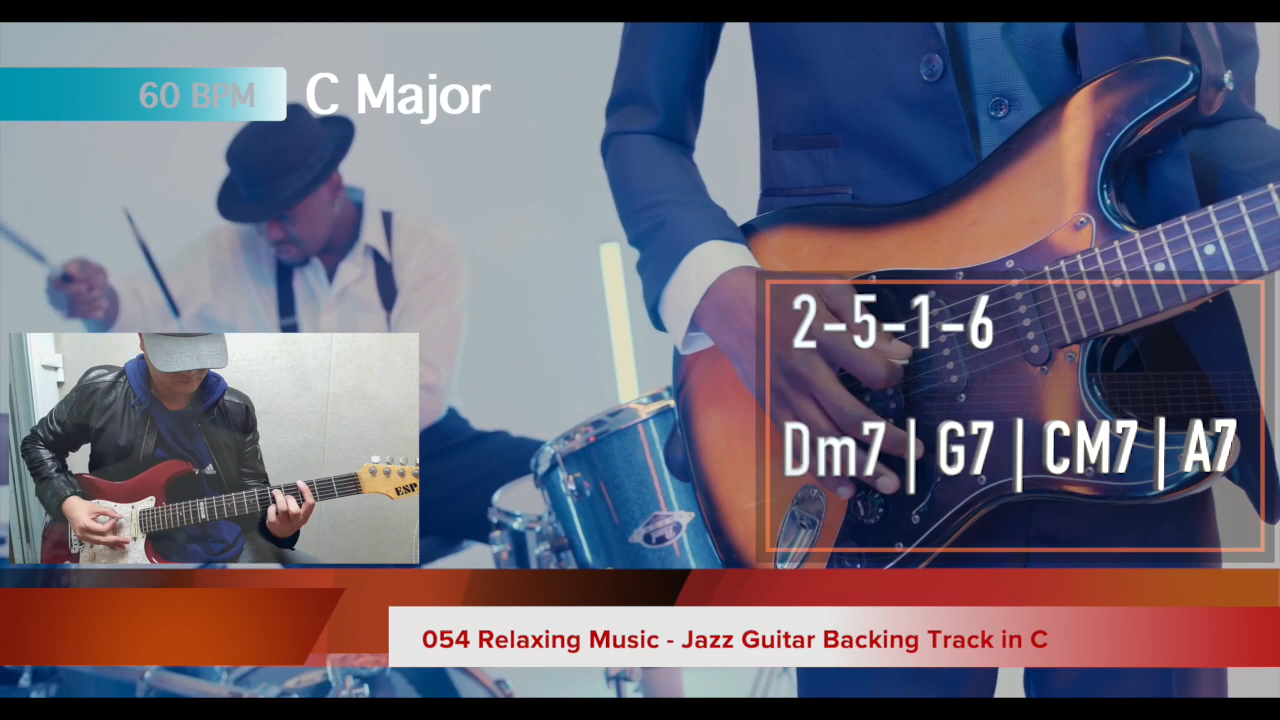 60 BPM
C Major
2-5-1-6
Dm7 | G7 | CM7 | A7
ESP
054 Relaxing Music - Jazz Guitar Backing Track in C